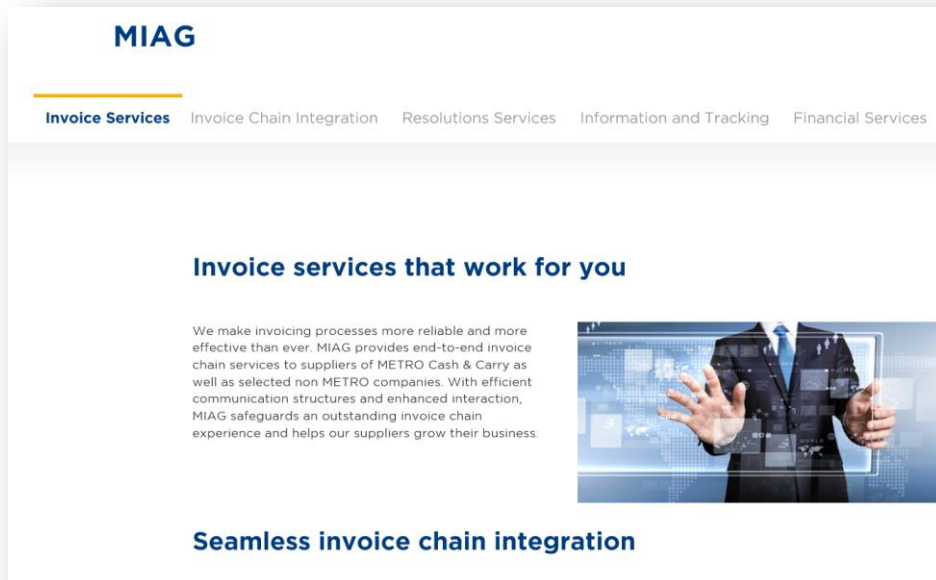 MIAG
Invoice Services Invoice Chain Integration Resolutions Services Information and Tracking Financial Services
Invoice services that work for you
We make invoicing processes more reliable and more
effective than ever. MIAG provides end-to-end invoice
chain services to suppliers of METRO Cash & Carry as
well as selected non METRO companies. With efficient
communication structures and enhanced interaction,
MIAG safeguards an outstanding invoice chain
experience and helps our suppliers grow their business.
WORLD
Seamless invoice chain integration